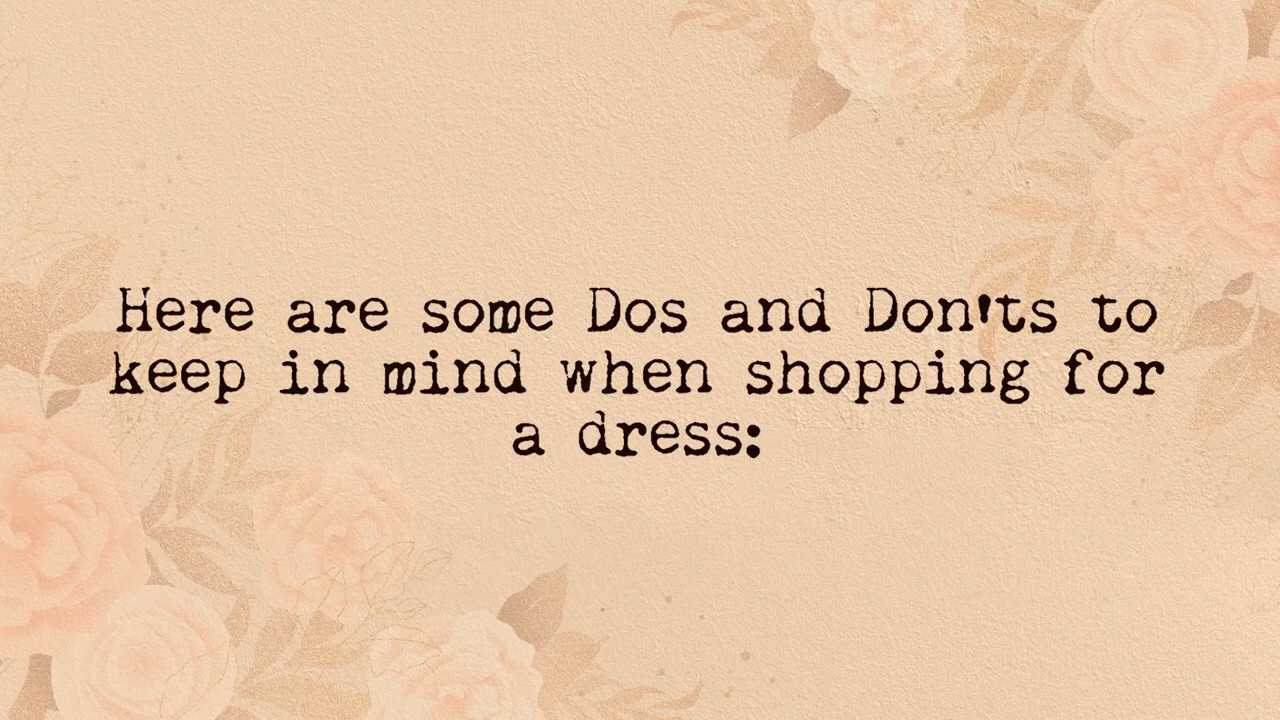 Here are some Dos and Don'ts to
keep in mind when shopping for
a dress: